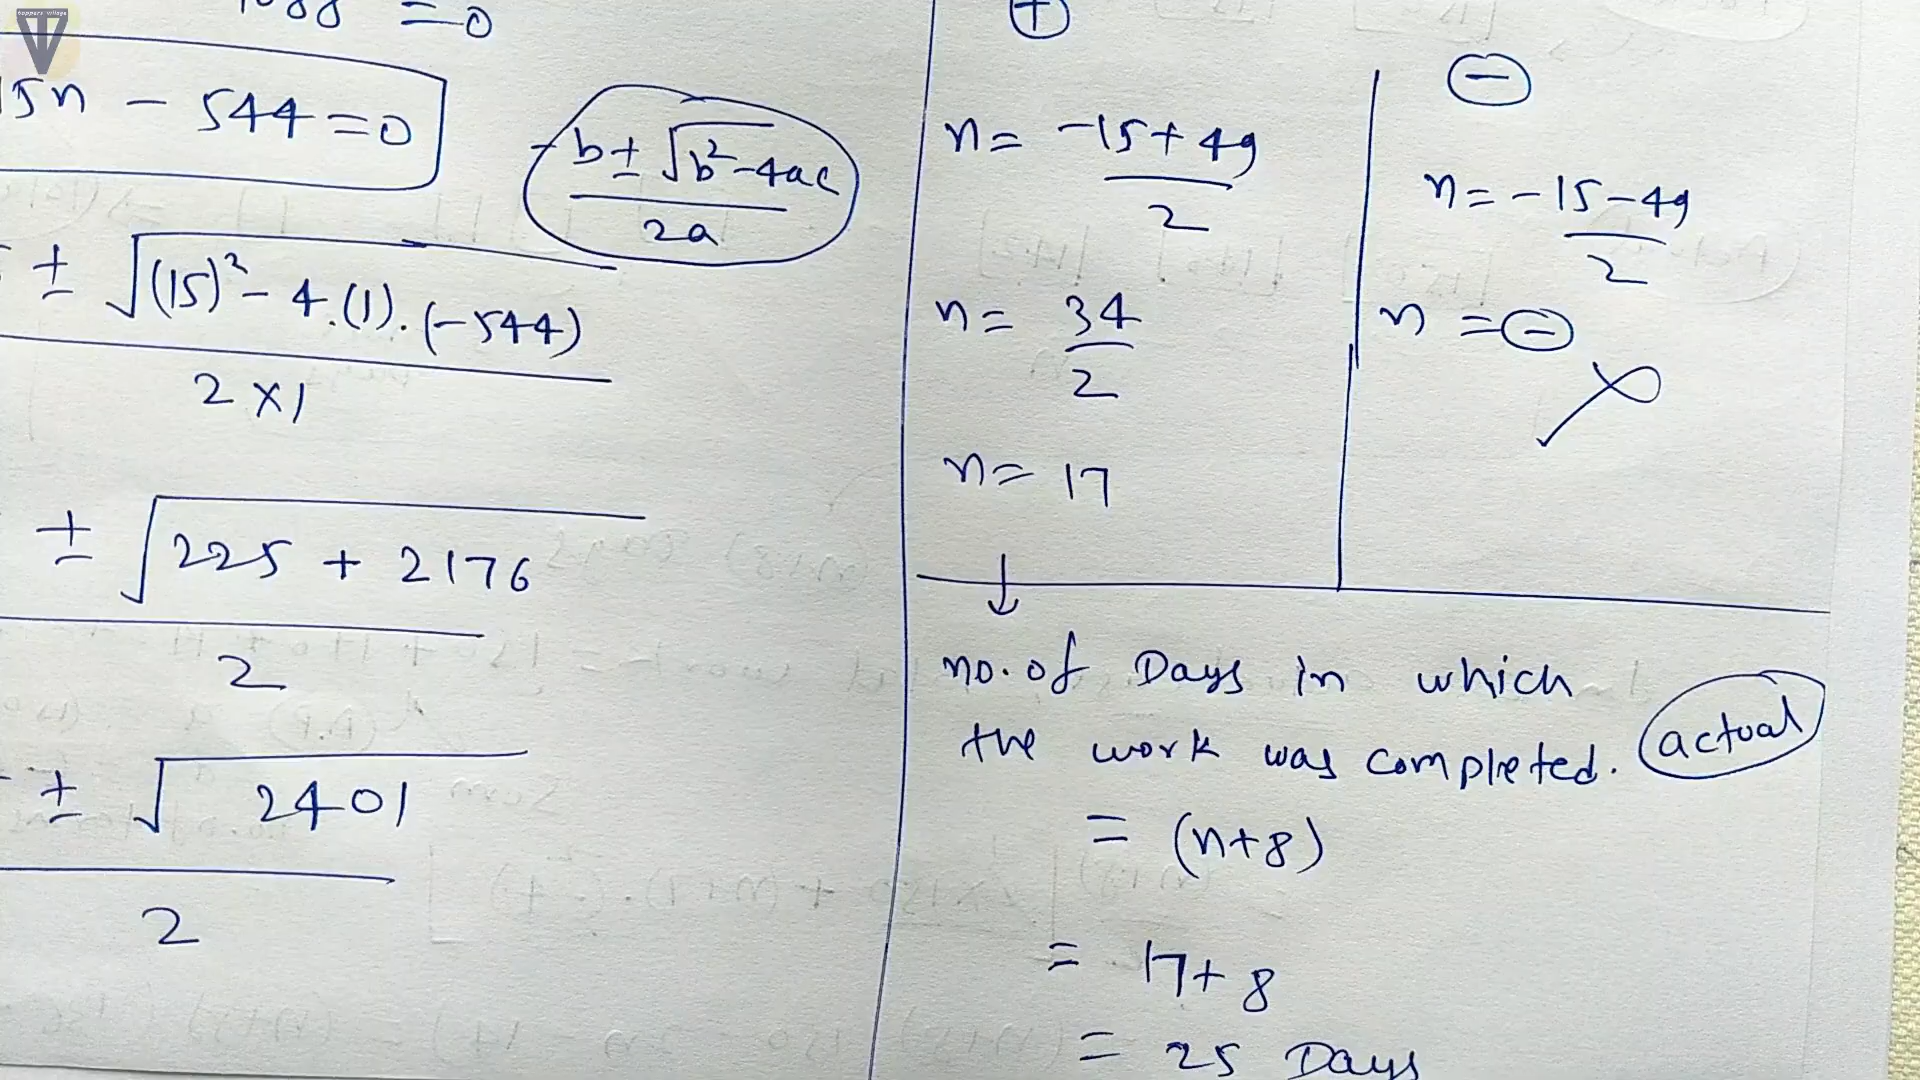 1088 = 0
15n - 544 = 0
-b ± √b² - 4ac
2a
± √(15)² - 4.(1).(-544)
2 × 1
± √225 + 2176
2
± √2401
2
+
n = -15 + 49
2
n = 34
2
n = 17
-
n = -15 - 49
2
n = -
↓
no. of Days in which
the work was completed. actual
= (n+8)
= 17 + 8
= 25 Days